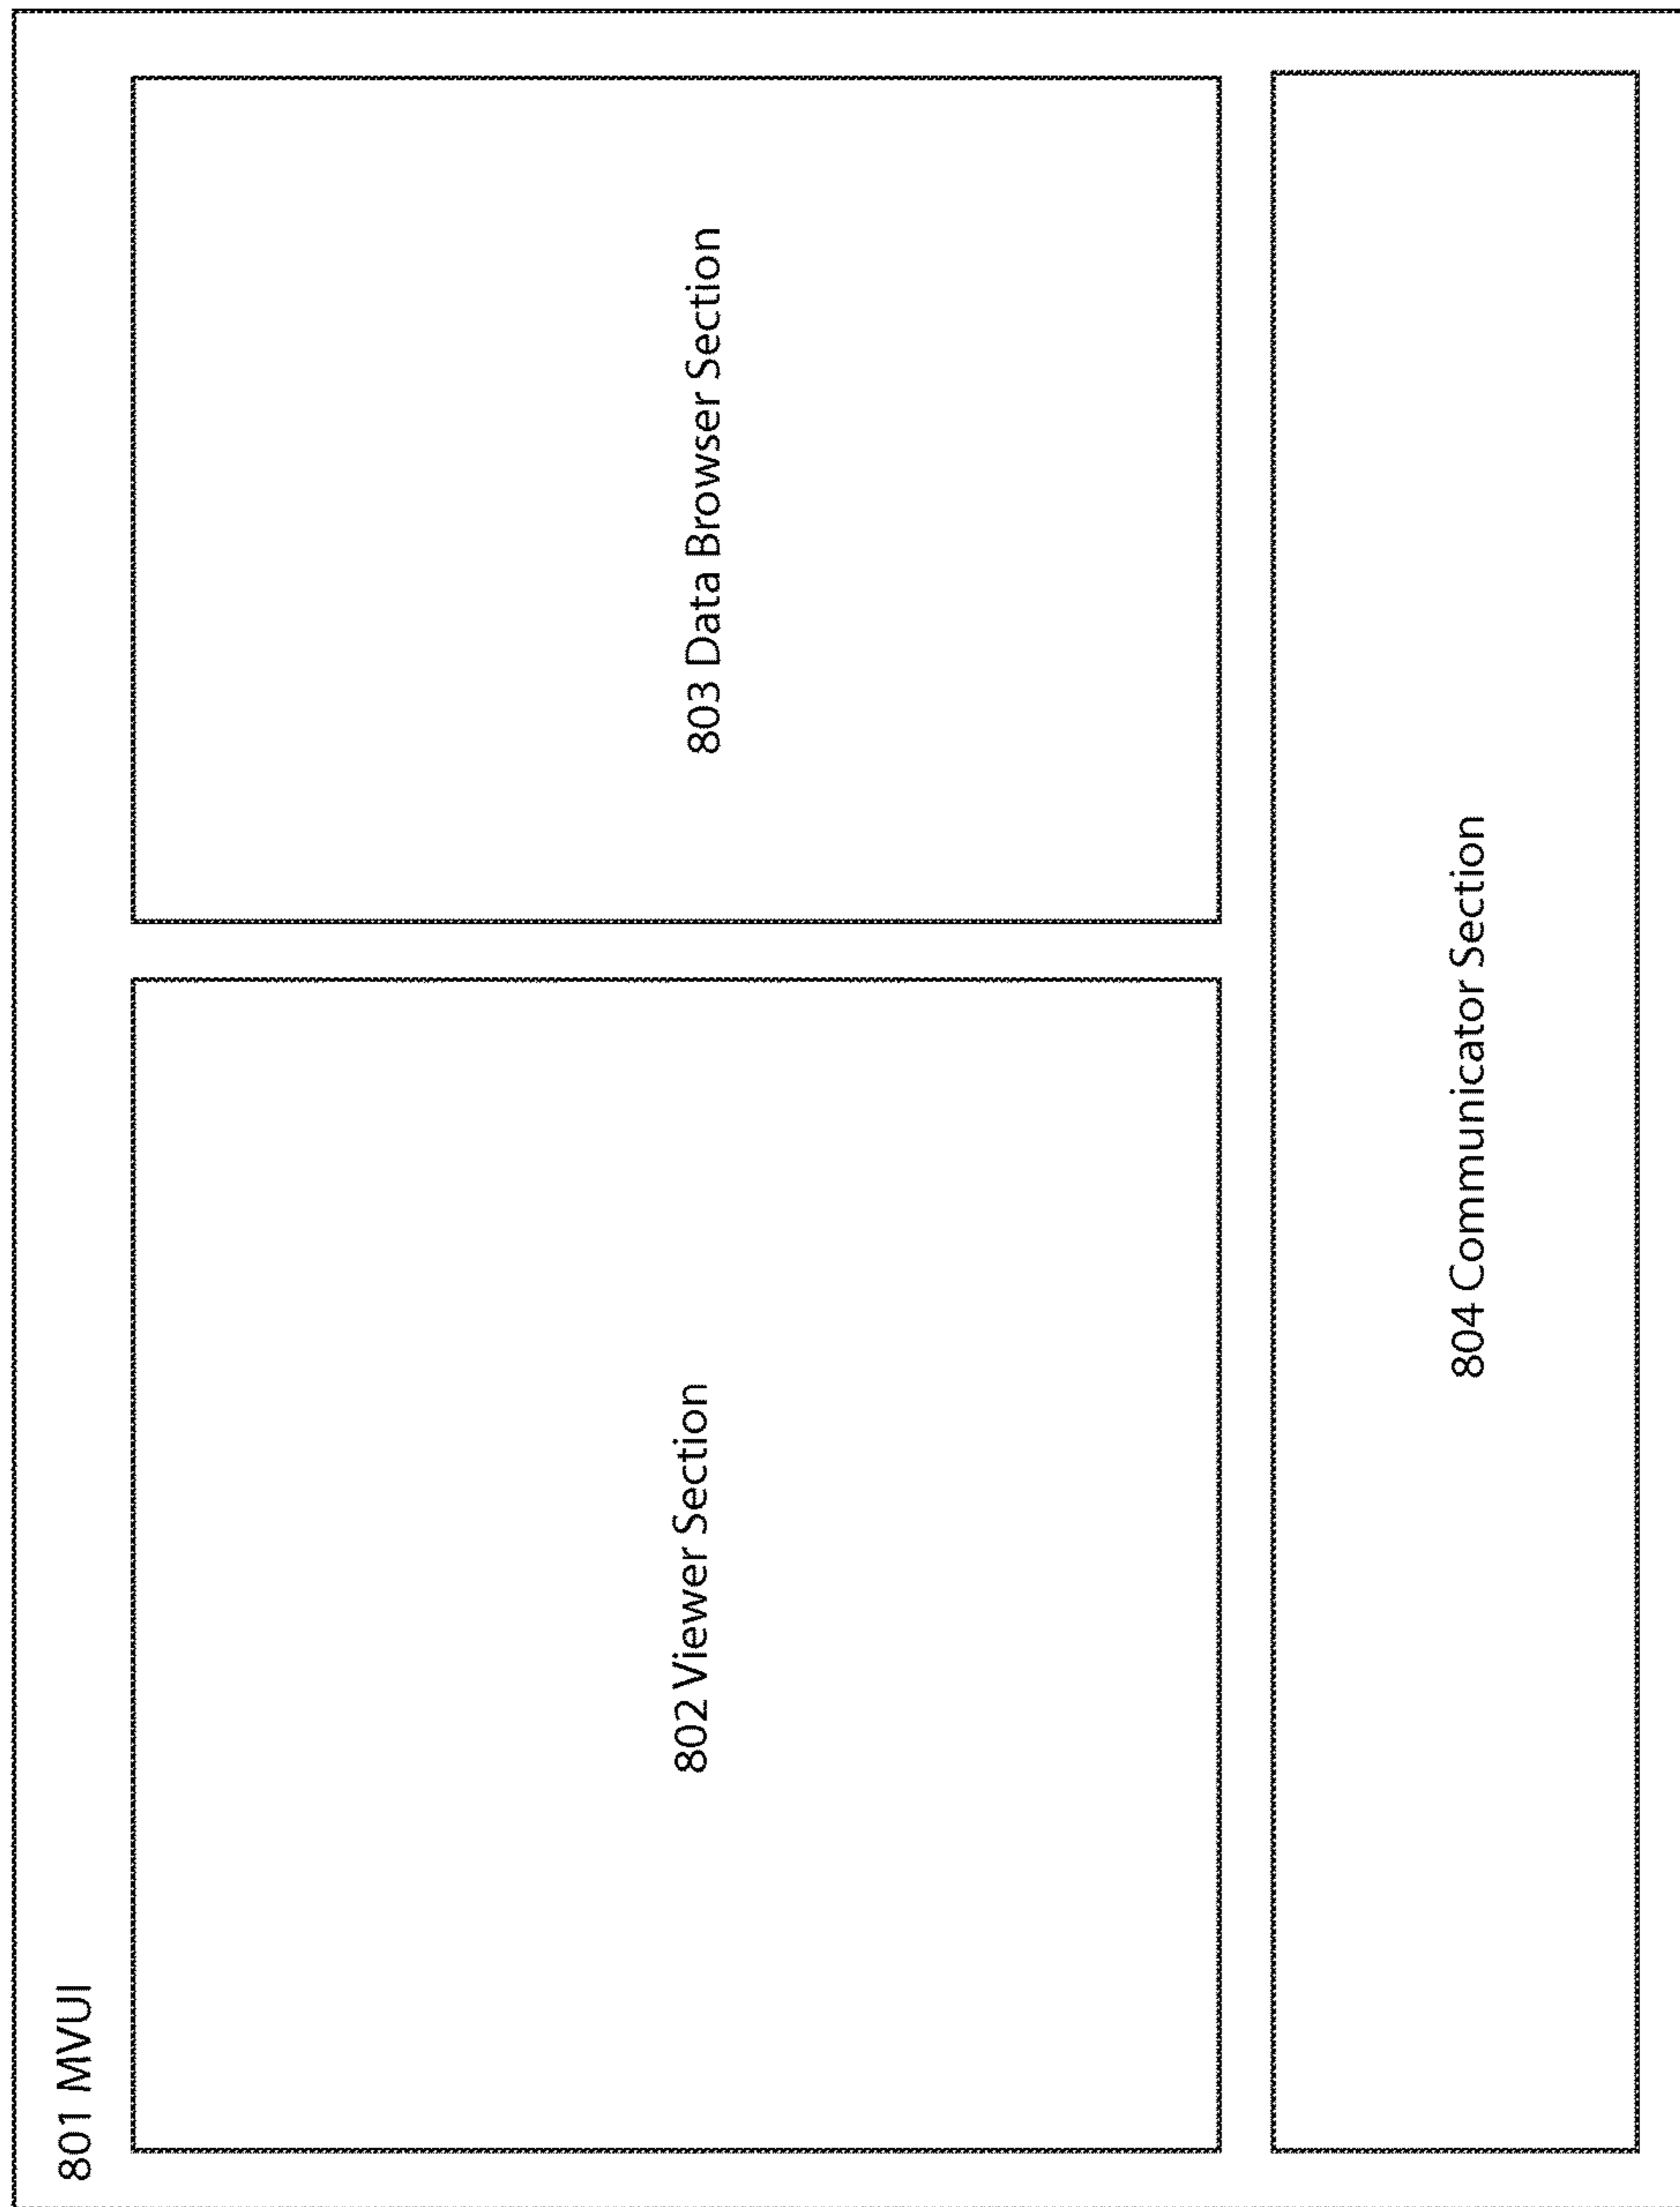 801 MVUI
802 Viewer Section
803 Data Browser Section
804 Communicator Section